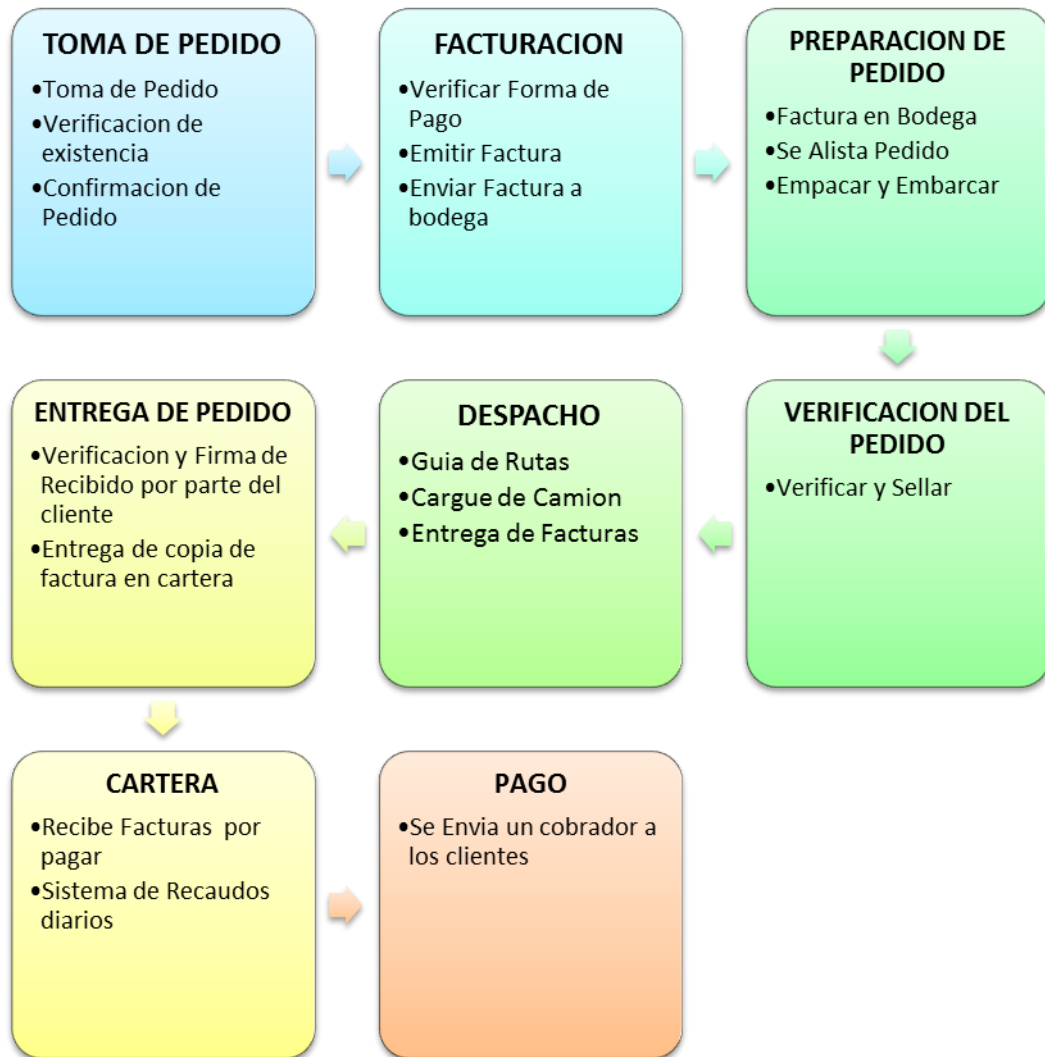 TOMA DE PEDIDO
•Toma de Pedido
•Verificacion de
existencia
•Confirmacion de
Pedido
FACTURACION
•Verificar Forma de
Pago
•Emitir Factura
•Enviar Factura a
bodega
PREPARACION DE
PEDIDO
•Factura en Bodega
•Se Alista Pedido
•Empacar y Embarcar
VERIFICACION DEL
PEDIDO
•Verificar y Sellar
DESPACHO
•Guia de Rutas
•Cargue de Camion
•Entrega de Facturas
ENTREGA DE PEDIDO
•Verificacion y Firma de
Recibido por parte del
cliente
•Entrega de copia de
factura en cartera
CARTERA
•Recibe Facturas por
pagar
•Sistema de Recaudos
diarios
PAGO
•Se Envia un cobrador a
los clientes